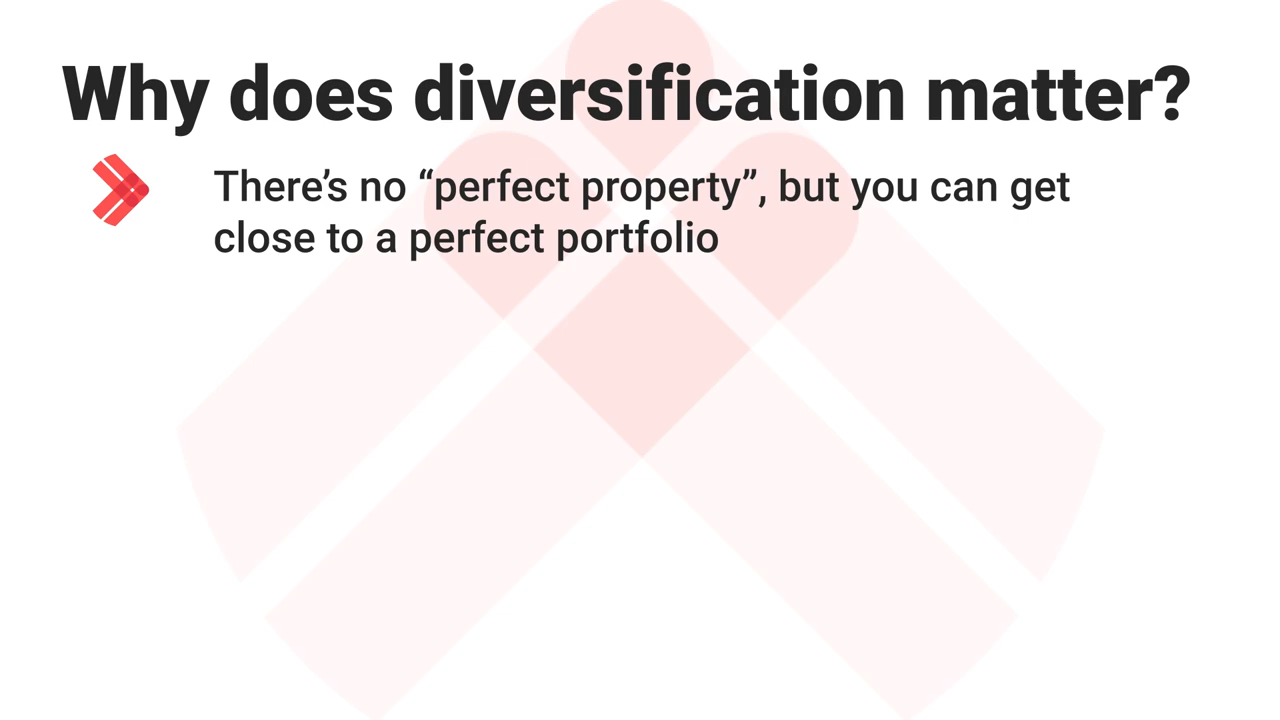 Why does diversification matter?
There’s no “perfect property”, but you can get
close to a perfect portfolio